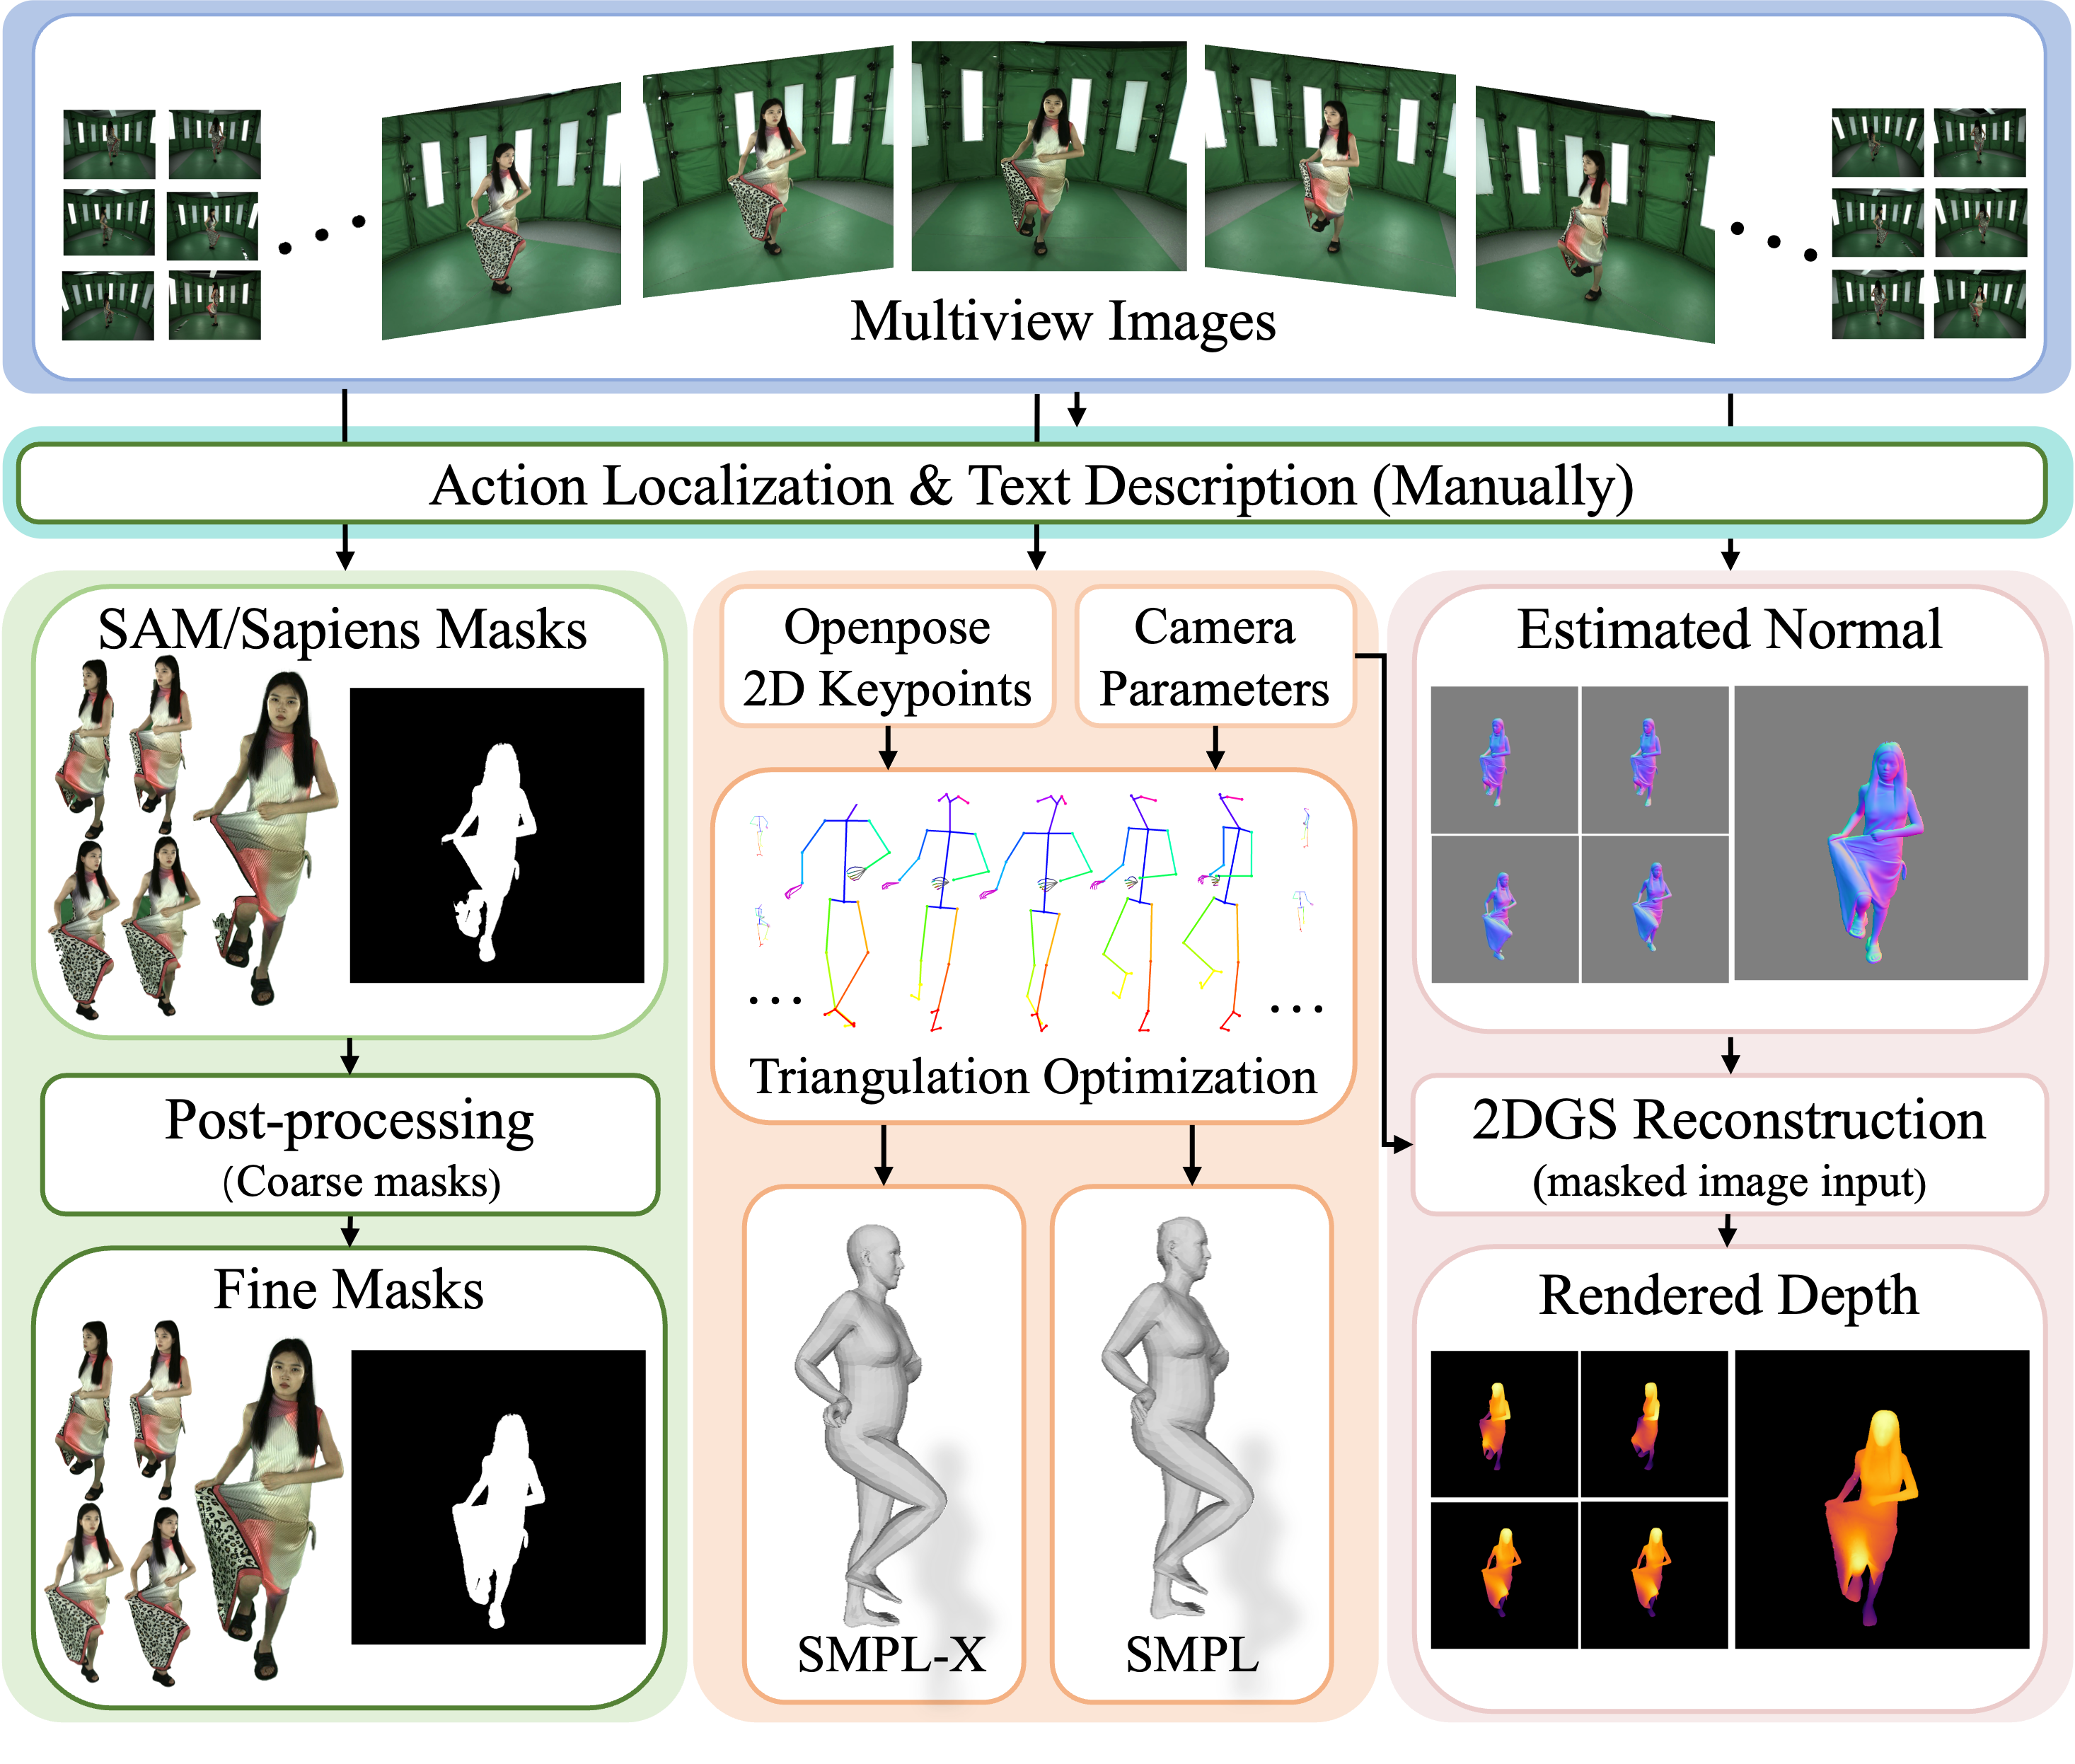 Multiview Images
Action Localization & Text Description (Manually)
SAM/Sapiens Masks
Post-processing
(Coarse masks)
Fine Masks
Openpose
2D Keypoints
Camera
Parameters
Triangulation Optimization
SMPL-X
SMPL
Estimated Normal
2DGS Reconstruction
(masked image input)
Rendered Depth